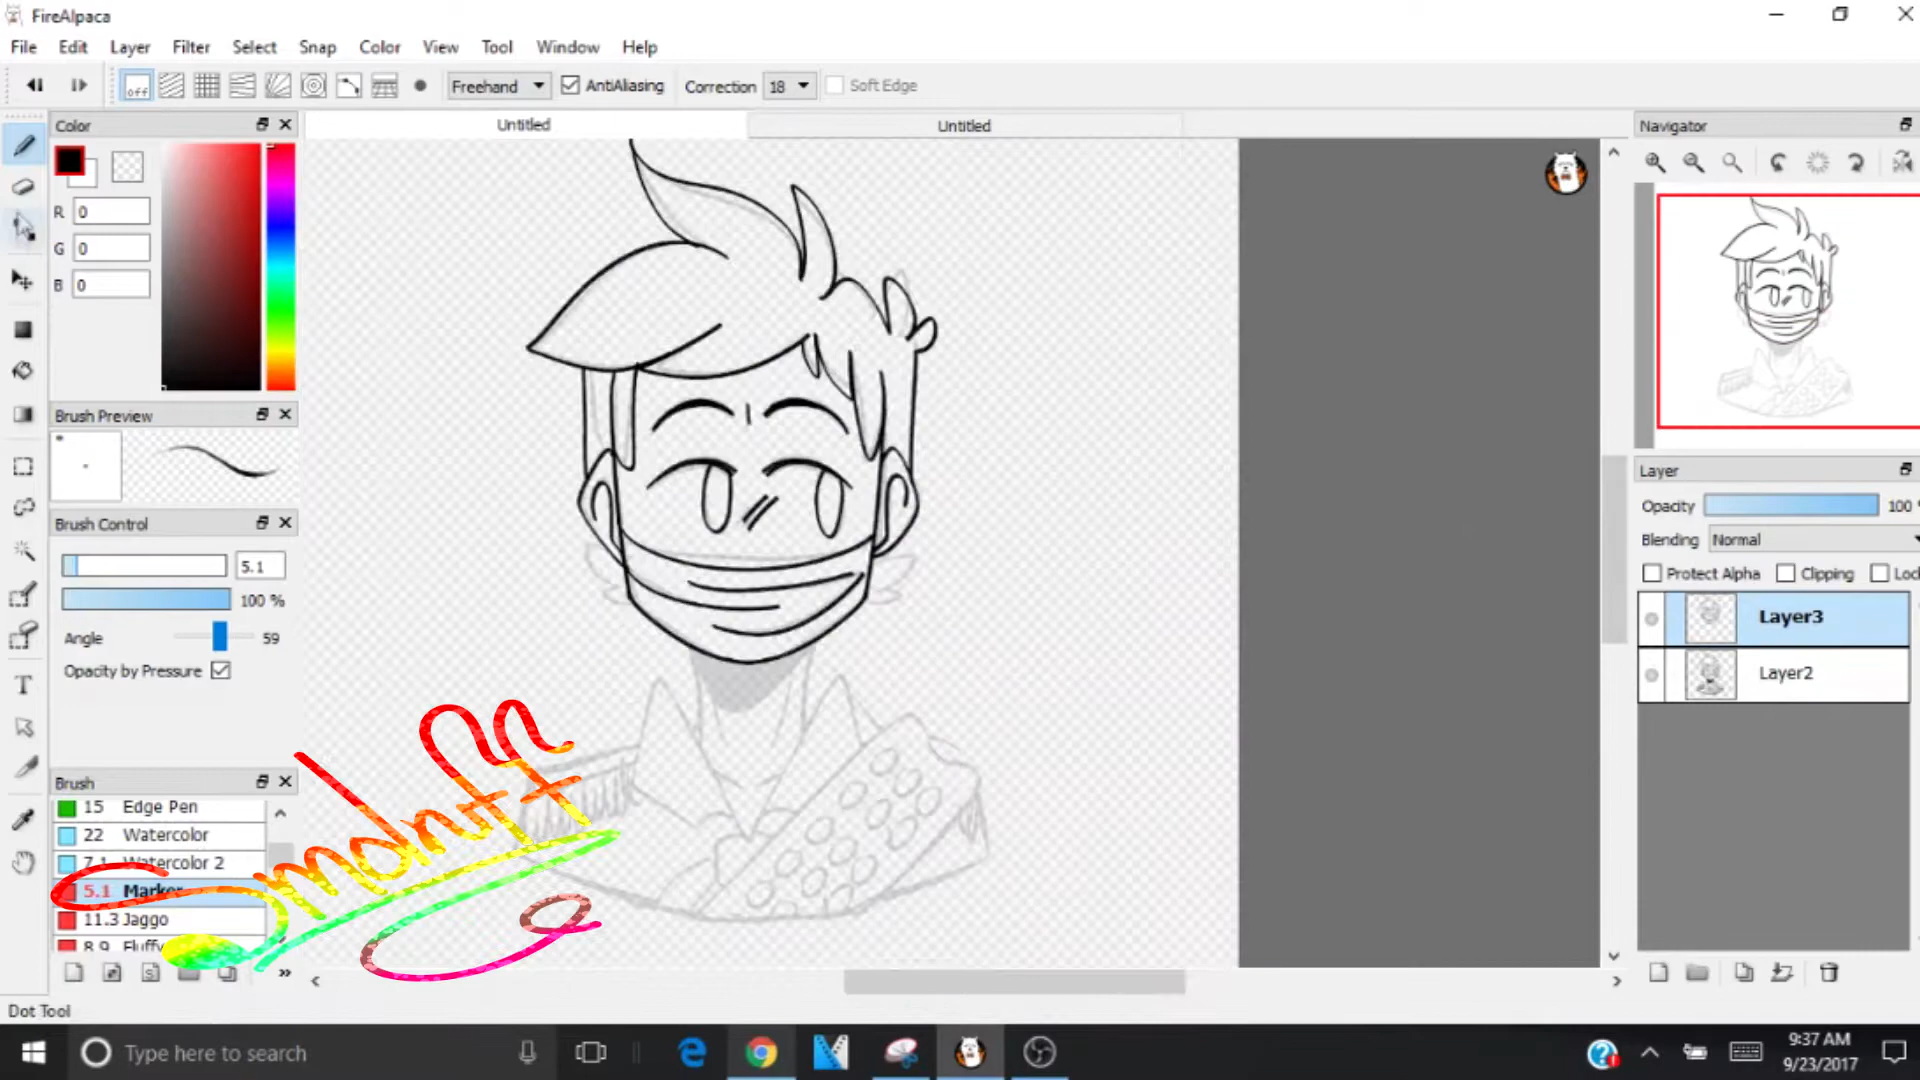 FireAlpaca
File Edit Layer Filter Select Snap Color View Tool Window Help
off Freehand AntiAliasing Correction 18 Soft Edge
Color
Untitled
Untitled
Navigator
R 0
G 0
B 0
Brush Preview
Brush Control
5.1
100 %
Angle 59
Opacity by Pressure
Brush
15 Edge Pen
22 Watercolor
7.1 Watercolor 2
5.1 Marker
11.3 Jaggo
8.9 Fluffy
Layer
Opacity 100
Blending Normal
Protect Alpha Clipping Lock
Layer3
Layer2
T
S
»
Dot Tool
Type here to search
9:37 AM
9/23/2017